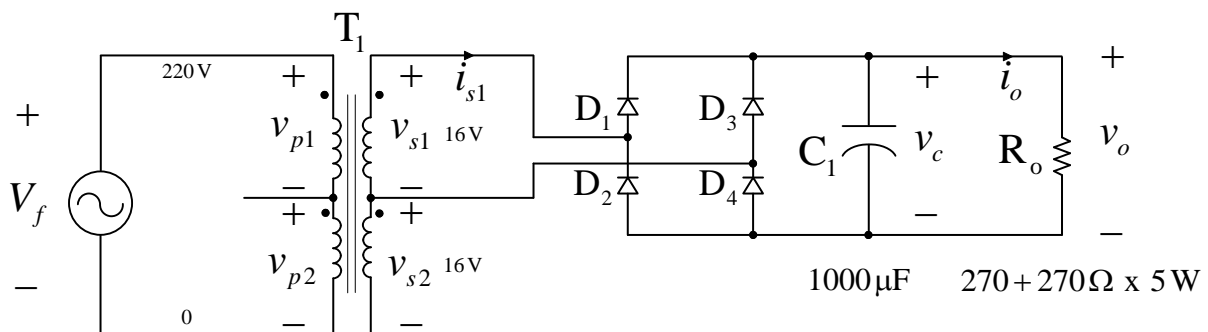 T1
220V
+ + + +
is1
io
+
D1 D3
vp1 vs1 16V
C1 vc Ro vo
Vf
− −
D2 D4
+ +
vp2 vs2 16V
− −
1000μF 270+270Ω x 5W
−
0
− −